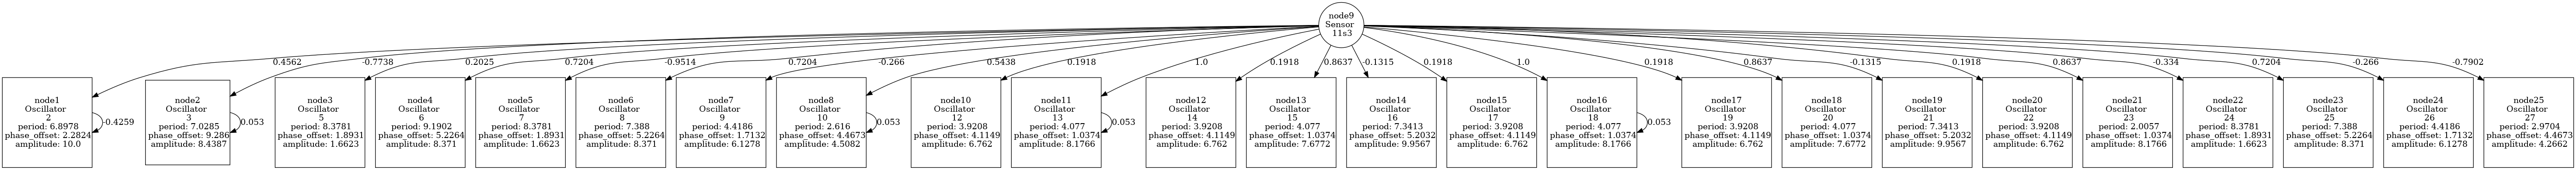 node9
Sensor
11s3
0.4562
-0.7738
0.2025
0.7204
-0.9514
0.7204
-0.266
0.5438
0.1918
1.0
0.1918
0.8637
-0.1315
0.1918
1.0
0.1918
0.8637
-0.1315
0.1918
0.8637
-0.334
0.7204
-0.266
-0.7902
node1
Oscillator
2
period: 6.8978
phase_offset: 2.2824
amplitude: 10.0
-0.4259
node2
Oscillator
3
period: 7.0285
phase_offset: 9.286
amplitude: 8.4387
0.053
node3
Oscillator
5
period: 8.3781
phase_offset: 1.8931
amplitude: 1.6623
node4
Oscillator
6
period: 9.1902
phase_offset: 5.2264
amplitude: 8.371
node5
Oscillator
7
period: 8.3781
phase_offset: 1.8931
amplitude: 1.6623
node6
Oscillator
8
period: 7.388
phase_offset: 5.2264
amplitude: 8.371
node7
Oscillator
9
period: 4.4186
phase_offset: 1.7132
amplitude: 6.1278
node8
Oscillator
10
period: 2.616
phase_offset: 4.4673
amplitude: 4.5082
0.053
node10
Oscillator
12
period: 3.9208
phase_offset: 4.1149
amplitude: 6.762
node11
Oscillator
13
period: 4.077
phase_offset: 1.0374
amplitude: 8.1766
0.053
node12
Oscillator
14
period: 3.9208
phase_offset: 4.1149
amplitude: 6.762
node13
Oscillator
15
period: 4.077
phase_offset: 1.0374
amplitude: 7.6772
node14
Oscillator
16
period: 7.3413
phase_offset: 5.2032
amplitude: 9.9567
node15
Oscillator
17
period: 3.9208
phase_offset: 4.1149
amplitude: 6.762
node16
Oscillator
18
period: 4.077
phase_offset: 1.0374
amplitude: 8.1766
0.053
node17
Oscillator
19
period: 3.9208
phase_offset: 4.1149
amplitude: 6.762
node18
Oscillator
20
period: 4.077
phase_offset: 1.0374
amplitude: 7.6772
node19
Oscillator
21
period: 7.3413
phase_offset: 5.2032
amplitude: 9.9567
node20
Oscillator
22
period: 3.9208
phase_offset: 4.1149
amplitude: 6.762
node21
Oscillator
23
period: 2.0057
phase_offset: 1.0374
amplitude: 8.1766
node22
Oscillator
24
period: 8.3781
phase_offset: 1.8931
amplitude: 1.6623
node23
Oscillator
25
period: 7.388
phase_offset: 5.2264
amplitude: 8.371
node24
Oscillator
26
period: 4.4186
phase_offset: 1.7132
amplitude: 6.1278
node25
Oscillator
27
period: 2.9704
phase_offset: 4.4673
amplitude: 4.2662